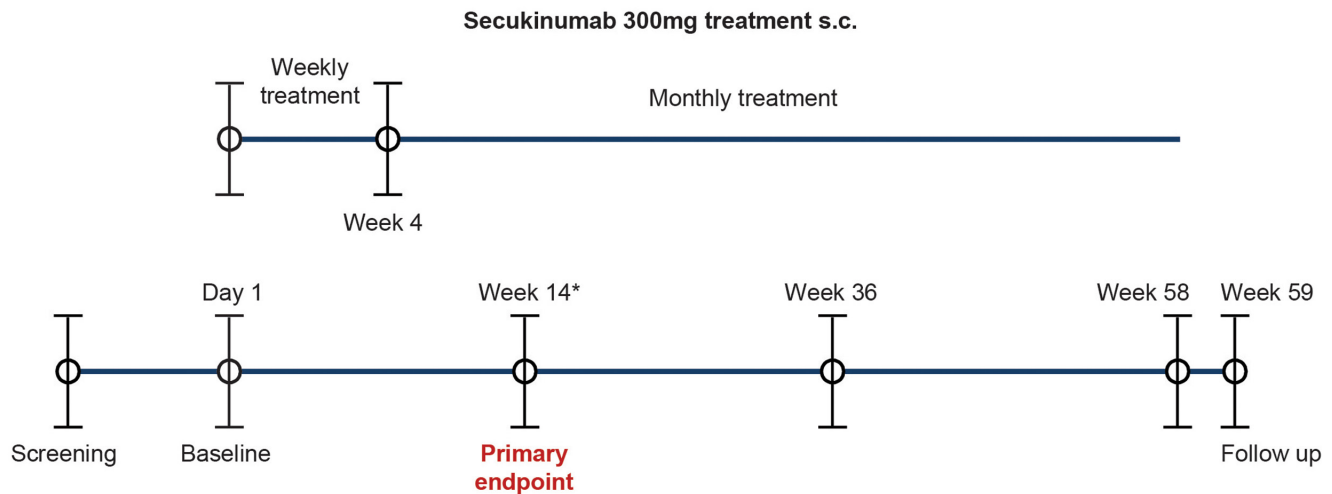 Secukinumab 300mg treatment s.c.
Weekly
treatment
Monthly treatment
Week 4
Day 1
Week 14*
Week 36
Week 58
Week 59
Screening
Baseline
Primary
endpoint
Follow up